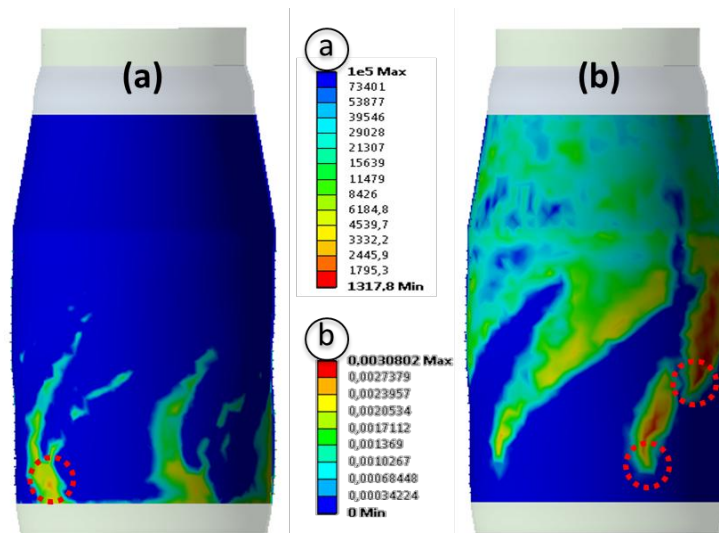 (a)
a
1e5 Max
73401
53877
39546
29028
21307
15639
11479
8426
6184,8
4539,7
3332,2
2445,9
1795,3
1317,8 Min
b
0,0030802 Max
0,0027379
0,0023957
0,0020534
0,0017112
0,001369
0,0010267
0,00068448
0,00034224
0 Min
(b)